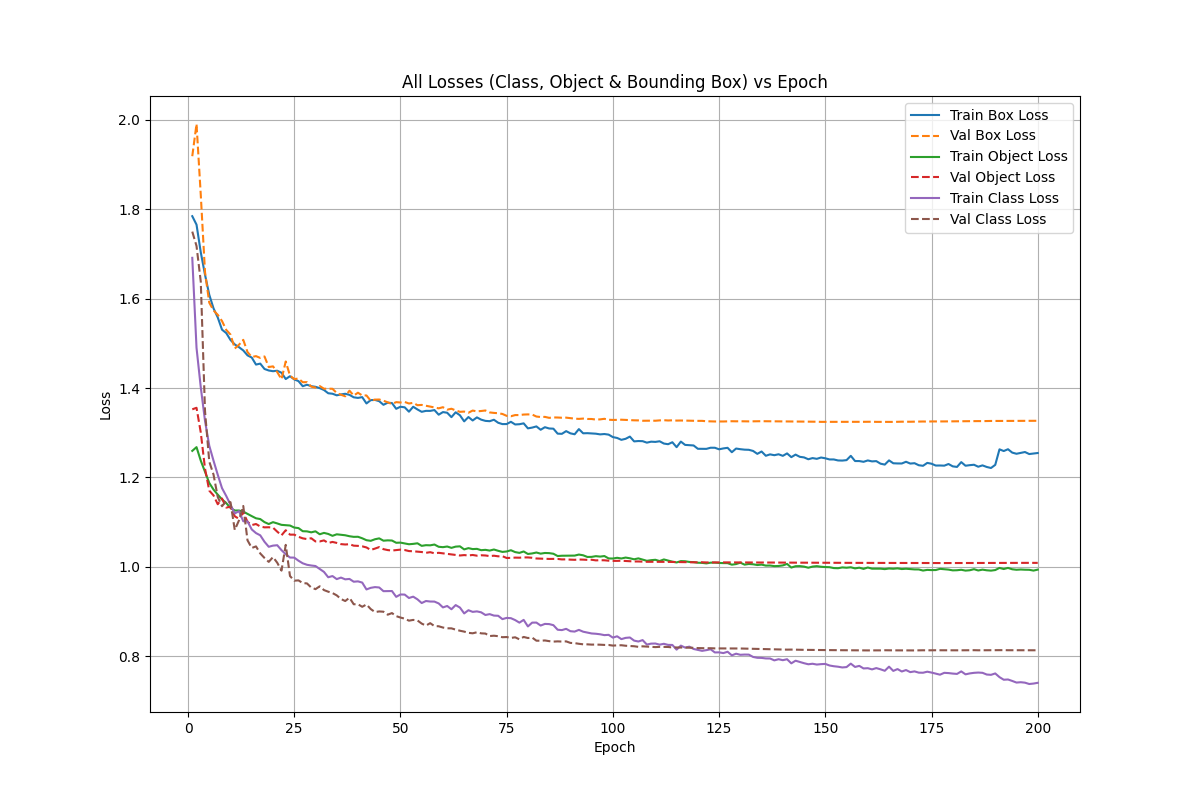 All Losses (Class, Object & Bounding Box) vs Epoch
Train Box Loss
Val Box Loss
Train Object Loss
Val Object Loss
Train Class Loss
Val Class Loss
Loss
2.0
1.8
1.6
1.4
1.2
1.0
0.8
0 25 50 75 100 125 150 175 200
Epoch